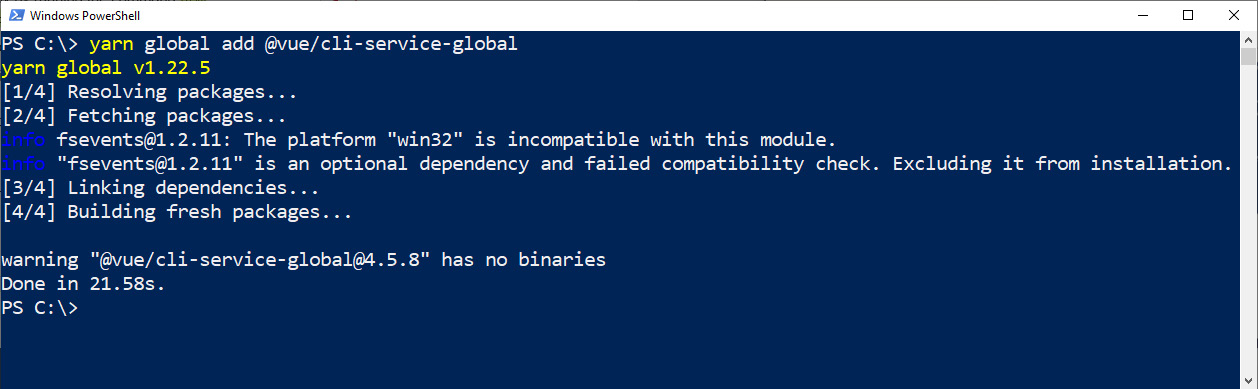 Windows PowerShell
PS C:\> yarn global add @vue/cli-service-global
yarn global v1.22.5
[1/4] Resolving packages...
[2/4] Fetching packages...
info fsevents@1.2.11: The platform "win32" is incompatible with this module.
info "fsevents@1.2.11" is an optional dependency and failed compatibility check. Excluding it from installation.
[3/4] Linking dependencies...
[4/4] Building fresh packages...
warning "@vue/cli-service-global@4.5.8" has no binaries
Done in 21.58s.
PS C:\>